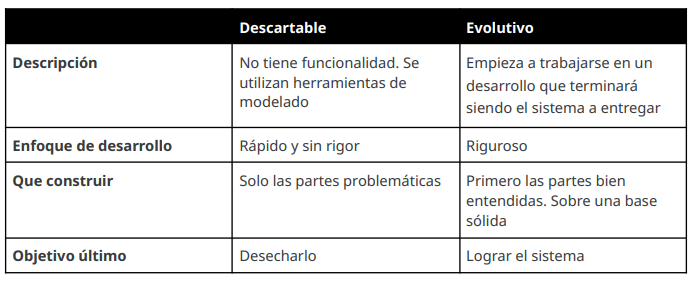 Descartable Evolutivo
Descripción No tiene funcionalidad. Se Empieza a trabajarse en un
utilizan herramientas de desarrollo que terminará
modelado siendo el sistema a entregar
Enfoque de desarrollo Rápido y sin rigor Riguroso
Que construir Solo las partes problemáticas Primero las partes bien
entendidas. Sobre una base
sólida
Objetivo último Desecharlo Lograr el sistema